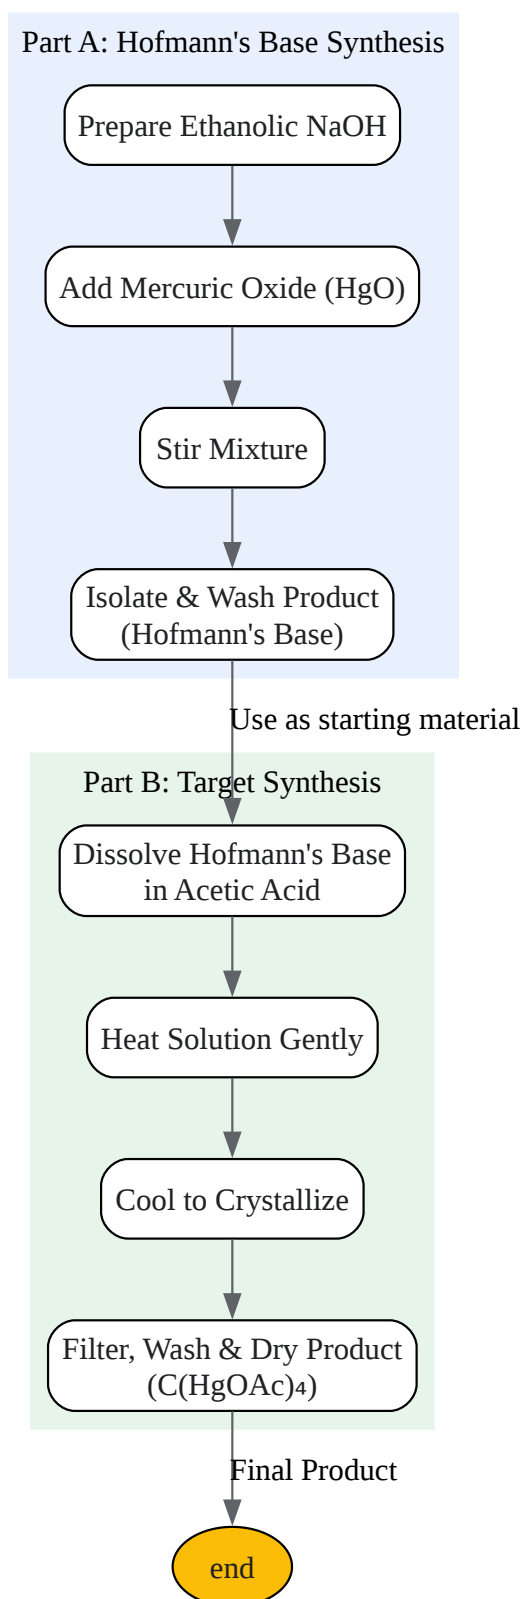 Part A: Hofmann's Base Synthesis
Prepare Ethanolic NaOH
Add Mercuric Oxide (HgO)
Stir Mixture
Isolate & Wash Product
(Hofmann's Base)
Use as starting material
Part B: Target Synthesis
Dissolve Hofmann's Base
in Acetic Acid
Heat Solution Gently
Cool to Crystallize
Filter, Wash & Dry Product
(C(HgOAc)₄)
Final Product
end